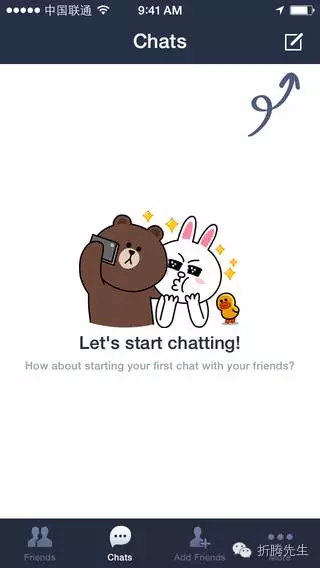 中国联通
9:41 AM
Chats
Let's start chatting!
How about starting your first chat with your friends?
Friends
Chats
Add Friends
More
折腾先生